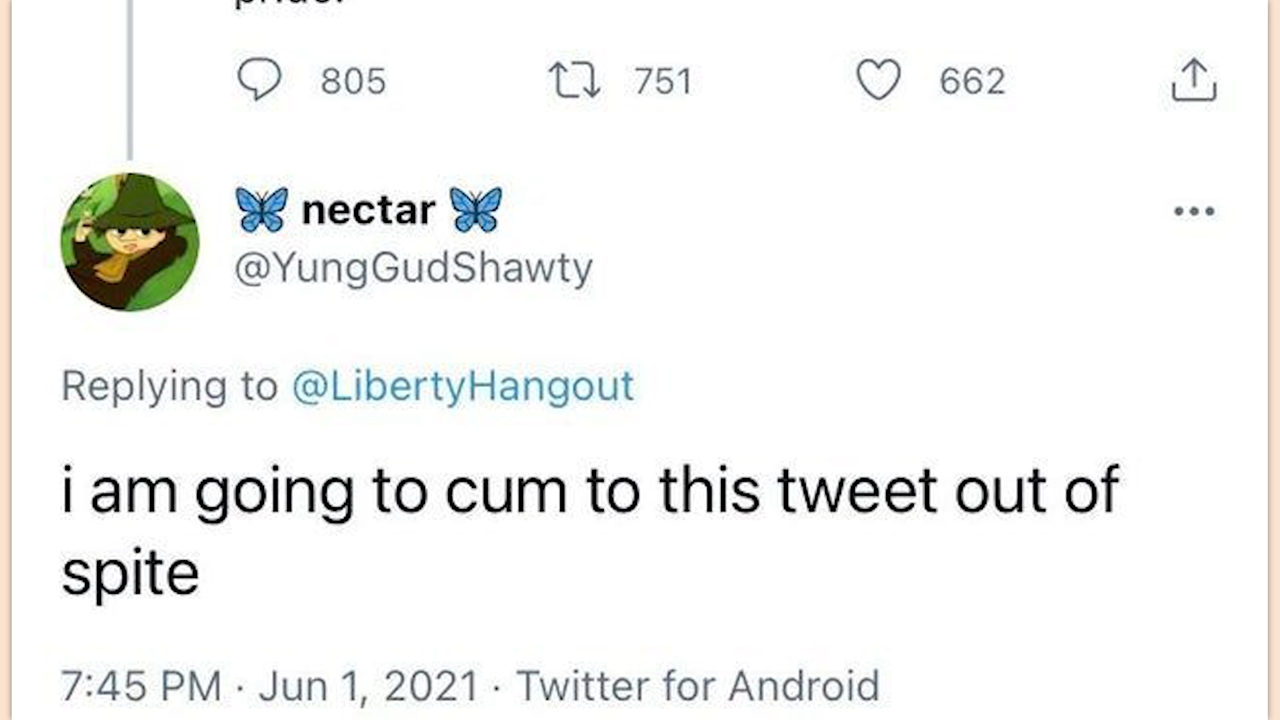 pride.
805 751 662
🦋 nectar 🦋
@YungGudShawty
Replying to @LibertyHangout
i am going to cum to this tweet out of
spite
7:45 PM · Jun 1, 2021 · Twitter for Android